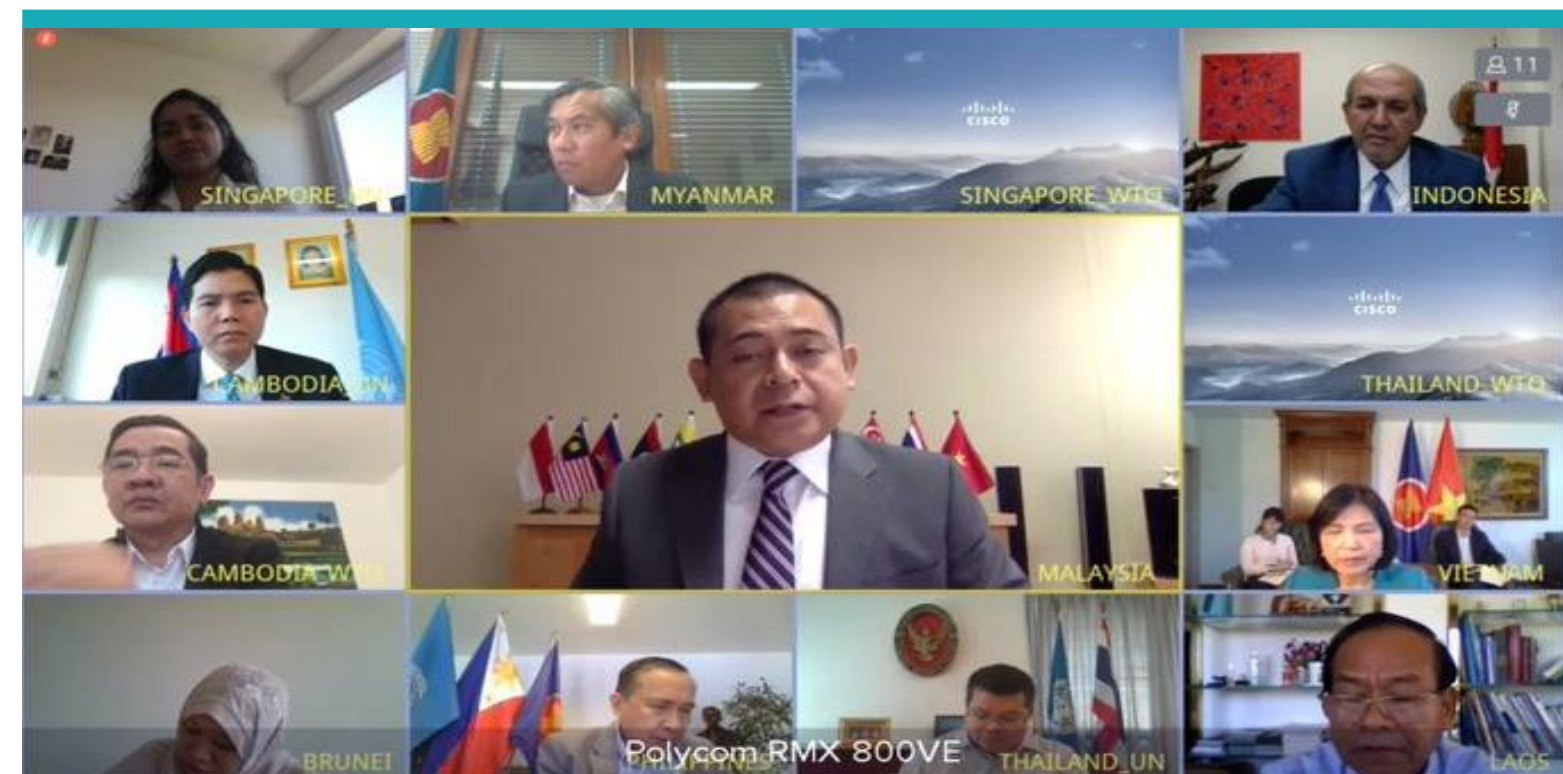 SINGAPORE_UN
MYANMAR
CISCO
SINGAPORE_WTO
11
INDONESIA
CAMBODIA_UN
CISCO
THAILAND_WTO
CAMBODIA_WTO
MALAYSIA
VIETNAM
BRUNEI
PHILIPPINES
Polycom RMX 800VE
THAILAND_UN
LAOS